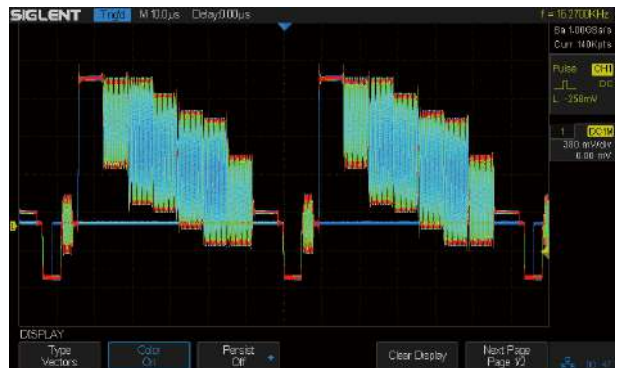 SIGLENT Trig'd M 10.0µs Delay:0.00µs f = 16.2700KHz
Sa 1.00GSa/s
Curr 140Kpts
Pulse CH1
DC
L -258mV
1 DC1M
380 mV/div
0.00 mV
DISPLAY
Type Color Persist Clear Display Next Page
Vectors On Off Page 1/2